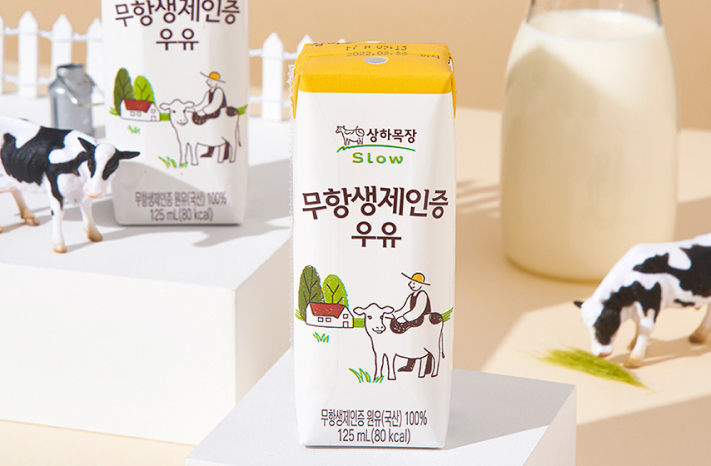 무항생제인증
우유
무항생제인증 원유(국산) 100%
125 mL(80 kcal)
상하목장
Slow
무항생제인증
우유
무항생제인증 원유(국산) 100%
125 mL(80 kcal)